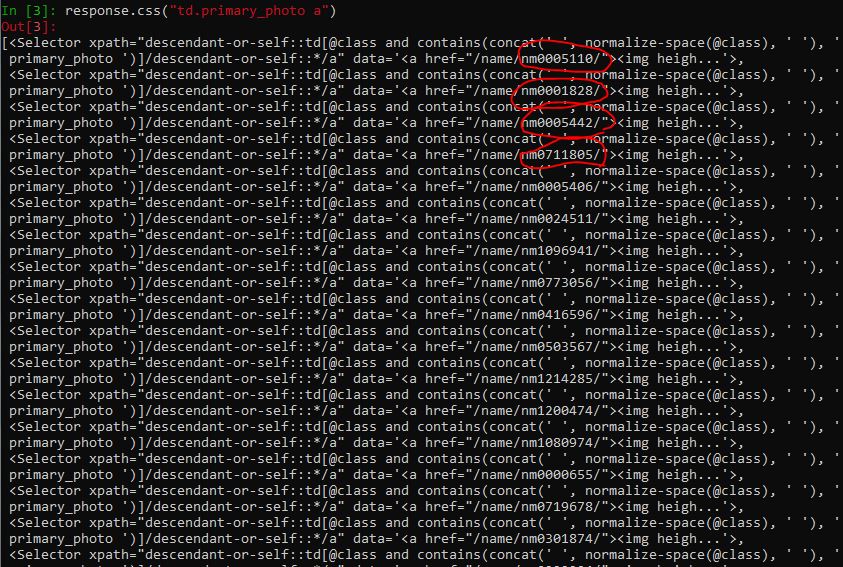 In [3]: response.css("td.primary_photo a")
Out[3]:
[<Selector xpath="descendant-or-self::td[@class and contains(concat(' ', normalize-space(@class), ' '), '
primary_photo ')]/descendant-or-self::*/a" data='<a href="/name/nm0005110/"><img heigh...'>,
<Selector xpath="descendant-or-self::td[@class and contains(concat(' ', normalize-space(@class), ' '), '
primary_photo ')]/descendant-or-self::*/a" data='<a href="/name/nm0001828/"><img heigh...'>,
<Selector xpath="descendant-or-self::td[@class and contains(concat(' ', normalize-space(@class), ' '), '
primary_photo ')]/descendant-or-self::*/a" data='<a href="/name/nm0005442/"><img heigh...'>,
<Selector xpath="descendant-or-self::td[@class and contains(concat(' ', normalize-space(@class), ' '), '
primary_photo ')]/descendant-or-self::*/a" data='<a href="/name/nm0711805/"><img heigh...'>,
<Selector xpath="descendant-or-self::td[@class and contains(concat(' ', normalize-space(@class), ' '), '
primary_photo ')]/descendant-or-self::*/a" data='<a href="/name/nm0005406/"><img heigh...'>,
<Selector xpath="descendant-or-self::td[@class and contains(concat(' ', normalize-space(@class), ' '), '
primary_photo ')]/descendant-or-self::*/a" data='<a href="/name/nm0024511/"><img heigh...'>,
<Selector xpath="descendant-or-self::td[@class and contains(concat(' ', normalize-space(@class), ' '), '
primary_photo ')]/descendant-or-self::*/a" data='<a href="/name/nm1096941/"><img heigh...'>,
<Selector xpath="descendant-or-self::td[@class and contains(concat(' ', normalize-space(@class), ' '), '
primary_photo ')]/descendant-or-self::*/a" data='<a href="/name/nm0773056/"><img heigh...'>,
<Selector xpath="descendant-or-self::td[@class and contains(concat(' ', normalize-space(@class), ' '), '
primary_photo ')]/descendant-or-self::*/a" data='<a href="/name/nm0416596/"><img heigh...'>,
<Selector xpath="descendant-or-self::td[@class and contains(concat(' ', normalize-space(@class), ' '), '
primary_photo ')]/descendant-or-self::*/a" data='<a href="/name/nm0503567/"><img heigh...'>,
<Selector xpath="descendant-or-self::td[@class and contains(concat(' ', normalize-space(@class), ' '), '
primary_photo ')]/descendant-or-self::*/a" data='<a href="/name/nm1214285/"><img heigh...'>,
<Selector xpath="descendant-or-self::td[@class and contains(concat(' ', normalize-space(@class), ' '), '
primary_photo ')]/descendant-or-self::*/a" data='<a href="/name/nm1200474/"><img heigh...'>,
<Selector xpath="descendant-or-self::td[@class and contains(concat(' ', normalize-space(@class), ' '), '
primary_photo ')]/descendant-or-self::*/a" data='<a href="/name/nm1080974/"><img heigh...'>,
<Selector xpath="descendant-or-self::td[@class and contains(concat(' ', normalize-space(@class), ' '), '
primary_photo ')]/descendant-or-self::*/a" data='<a href="/name/nm0000655/"><img heigh...'>,
<Selector xpath="descendant-or-self::td[@class and contains(concat(' ', normalize-space(@class), ' '), '
primary_photo ')]/descendant-or-self::*/a" data='<a href="/name/nm0719678/"><img heigh...'>,
<Selector xpath="descendant-or-self::td[@class and contains(concat(' ', normalize-space(@class), ' '), '
primary_photo ')]/descendant-or-self::*/a" data='<a href="/name/nm0301874/"><img heigh...'>,
<Selector xpath="descendant-or-self::td[@class and contains(concat(' ', normalize-space(@class), ' '), '